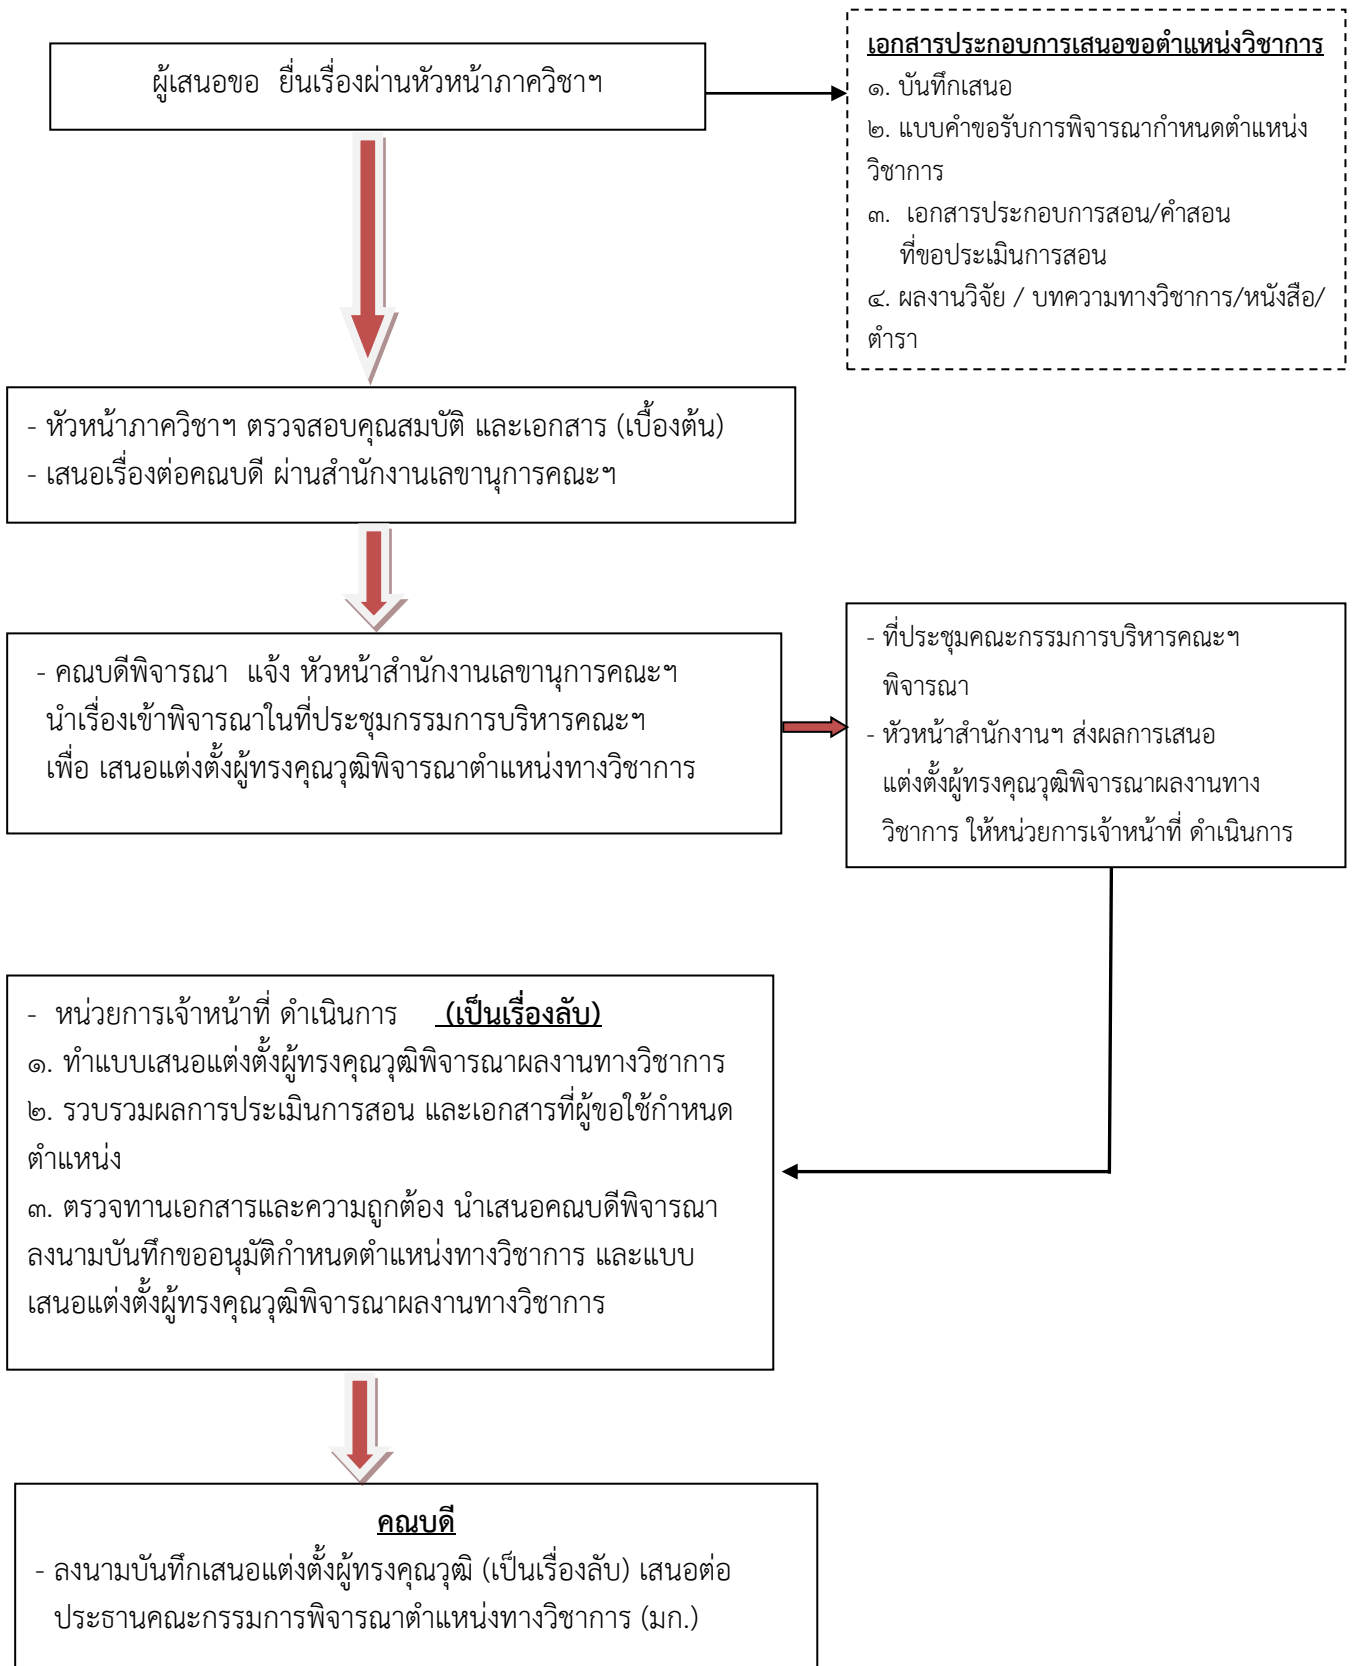 ผู้เสนอขอ  ยื่นเรื่องผ่านหัวหน้าภาควิชาฯ
เอกสารประกอบการเสนอขอตำแหน่งวิชาการ
๑. บันทึกเสนอ
๒. แบบคำขอรับการพิจารณากำหนดตำแหน่ง
วิชาการ
๓.  เอกสารประกอบการสอน/คำสอน
ที่ขอประเมินการสอน
๔. ผลงานวิจัย / บทความทางวิชาการ/หนังสือ/
ตำรา
- หัวหน้าภาควิชาฯ ตรวจสอบคุณสมบัติ และเอกสาร (เบื้องต้น)
- เสนอเรื่องต่อคณบดี ผ่านสำนักงานเลขานุการคณะฯ
- คณบดีพิจารณา  แจ้ง หัวหน้าสำนักงานเลขานุการคณะฯ
นำเรื่องเข้าพิจารณาในที่ประชุมกรรมการบริหารคณะฯ
เพื่อ เสนอแต่งตั้งผู้ทรงคุณวุฒิพิจารณาตำแหน่งทางวิชาการ
- ที่ประชุมคณะกรรมการบริหารคณะฯ
พิจารณา
- หัวหน้าสำนักงานฯ ส่งผลการเสนอ
แต่งตั้งผู้ทรงคุณวุฒิพิจารณาผลงานทาง
วิชาการ ให้หน่วยการเจ้าหน้าที่ ดำเนินการ
-  หน่วยการเจ้าหน้าที่ ดำเนินการ    (เป็นเรื่องลับ)
๑. ทำแบบเสนอแต่งตั้งผู้ทรงคุณวุฒิพิจารณาผลงานทางวิชาการ
๒. รวบรวมผลการประเมินการสอน และเอกสารที่ผู้ขอใช้กำหนด
ตำแหน่ง
๓. ตรวจทานเอกสารและความถูกต้อง นำเสนอคณบดีพิจารณา
ลงนามบันทึกขออนุมัติกำหนดตำแหน่งทางวิชาการ และแบบ
เสนอแต่งตั้งผู้ทรงคุณวุฒิพิจารณาผลงานทางวิชาการ
คณบดี
- ลงนามบันทึกเสนอแต่งตั้งผู้ทรงคุณวุฒิ (เป็นเรื่องลับ) เสนอต่อ
ประธานคณะกรรมการพิจารณาตำแหน่งทางวิชาการ (มก.)